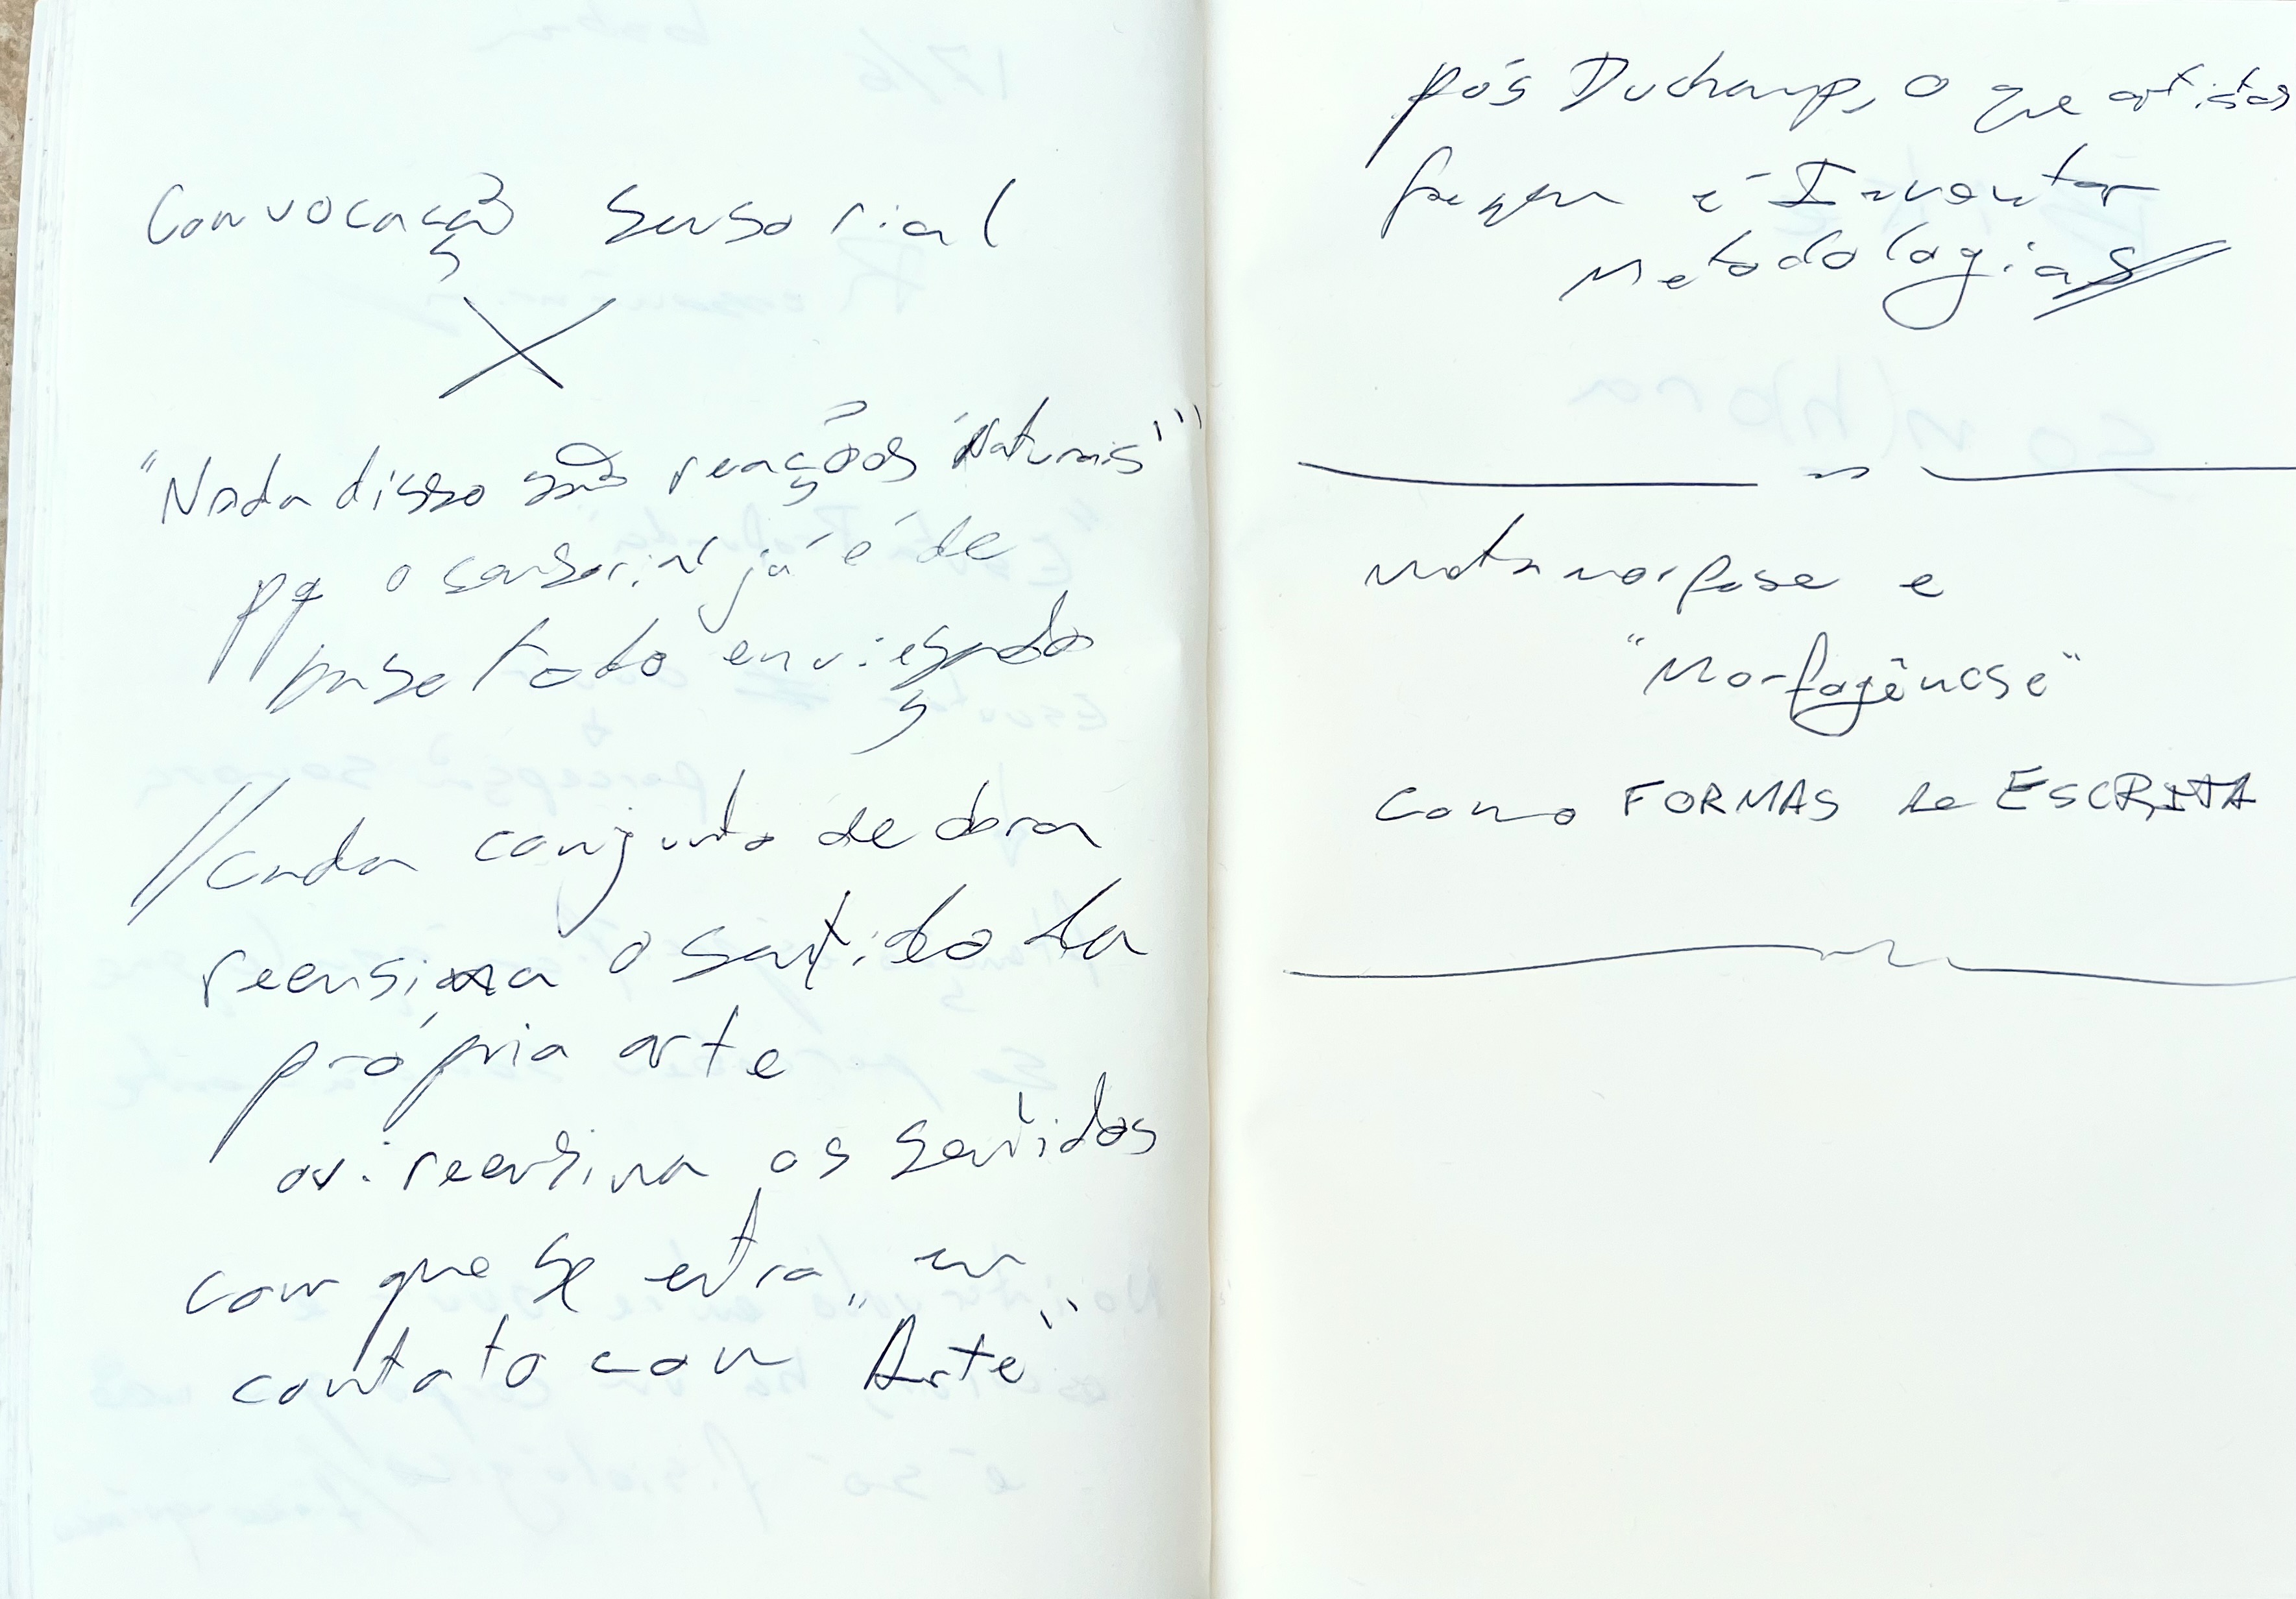 Convocação sensorial
X
"Nada disso são reações 'Naturais'"
pq o sensorial já é de
base todo enviesado
// cada conjunto de obra
reensina o sentido da
própria arte
ou: reensina os sentidos
com que se entra em
contato com "Arte"
pós Duchamp, o que artistas
fazem é Inventar
Metodologias
metamorfose e
"Morfogênese"
como FORMAS de ESCRITA